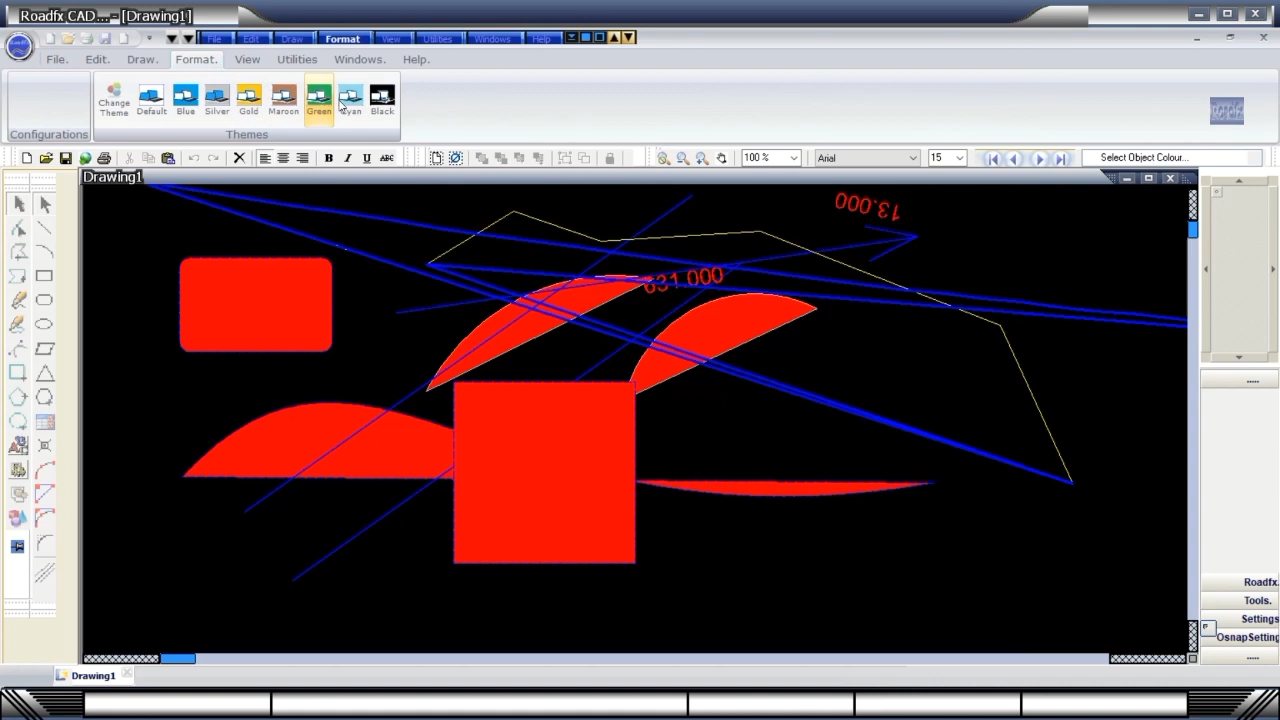 Roadfx CAD... - [Drawing1]
File Edit Draw Format View Utilities Windows Help
File. Edit. Draw. Format. View Utilities Windows. Help.
Change Theme Default Blue Silver Gold Maroon Green Cyan Black
Configurations Themes
B I U ABC 100 % Arial 15 Select Object Colour...
Drawing1
13.000
631.000
.....
Roadfx.
Tools.
Settings
OsnapSetting
.....
Drawing1